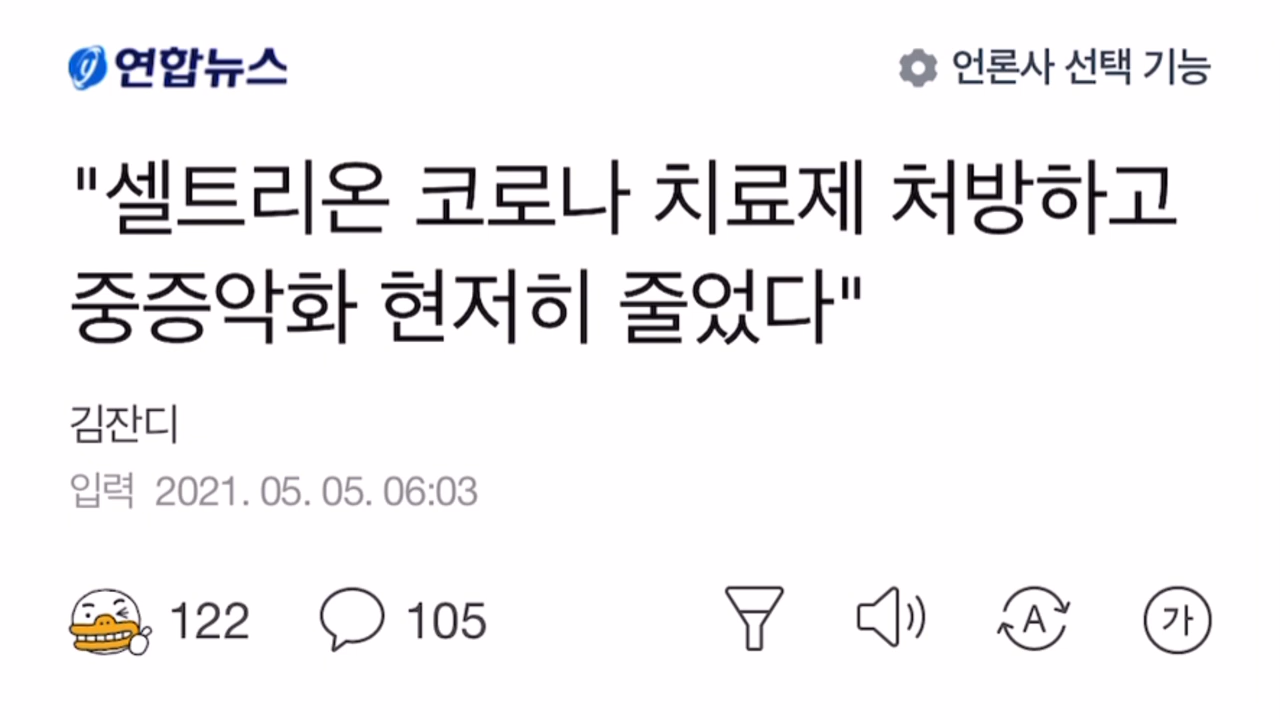 연합뉴스
언론사 선택 기능
"셀트리온 코로나 치료제 처방하고
중증악화 현저히 줄었다"
김잔디
입력 2021. 05. 05. 06:03
122 105 A 가